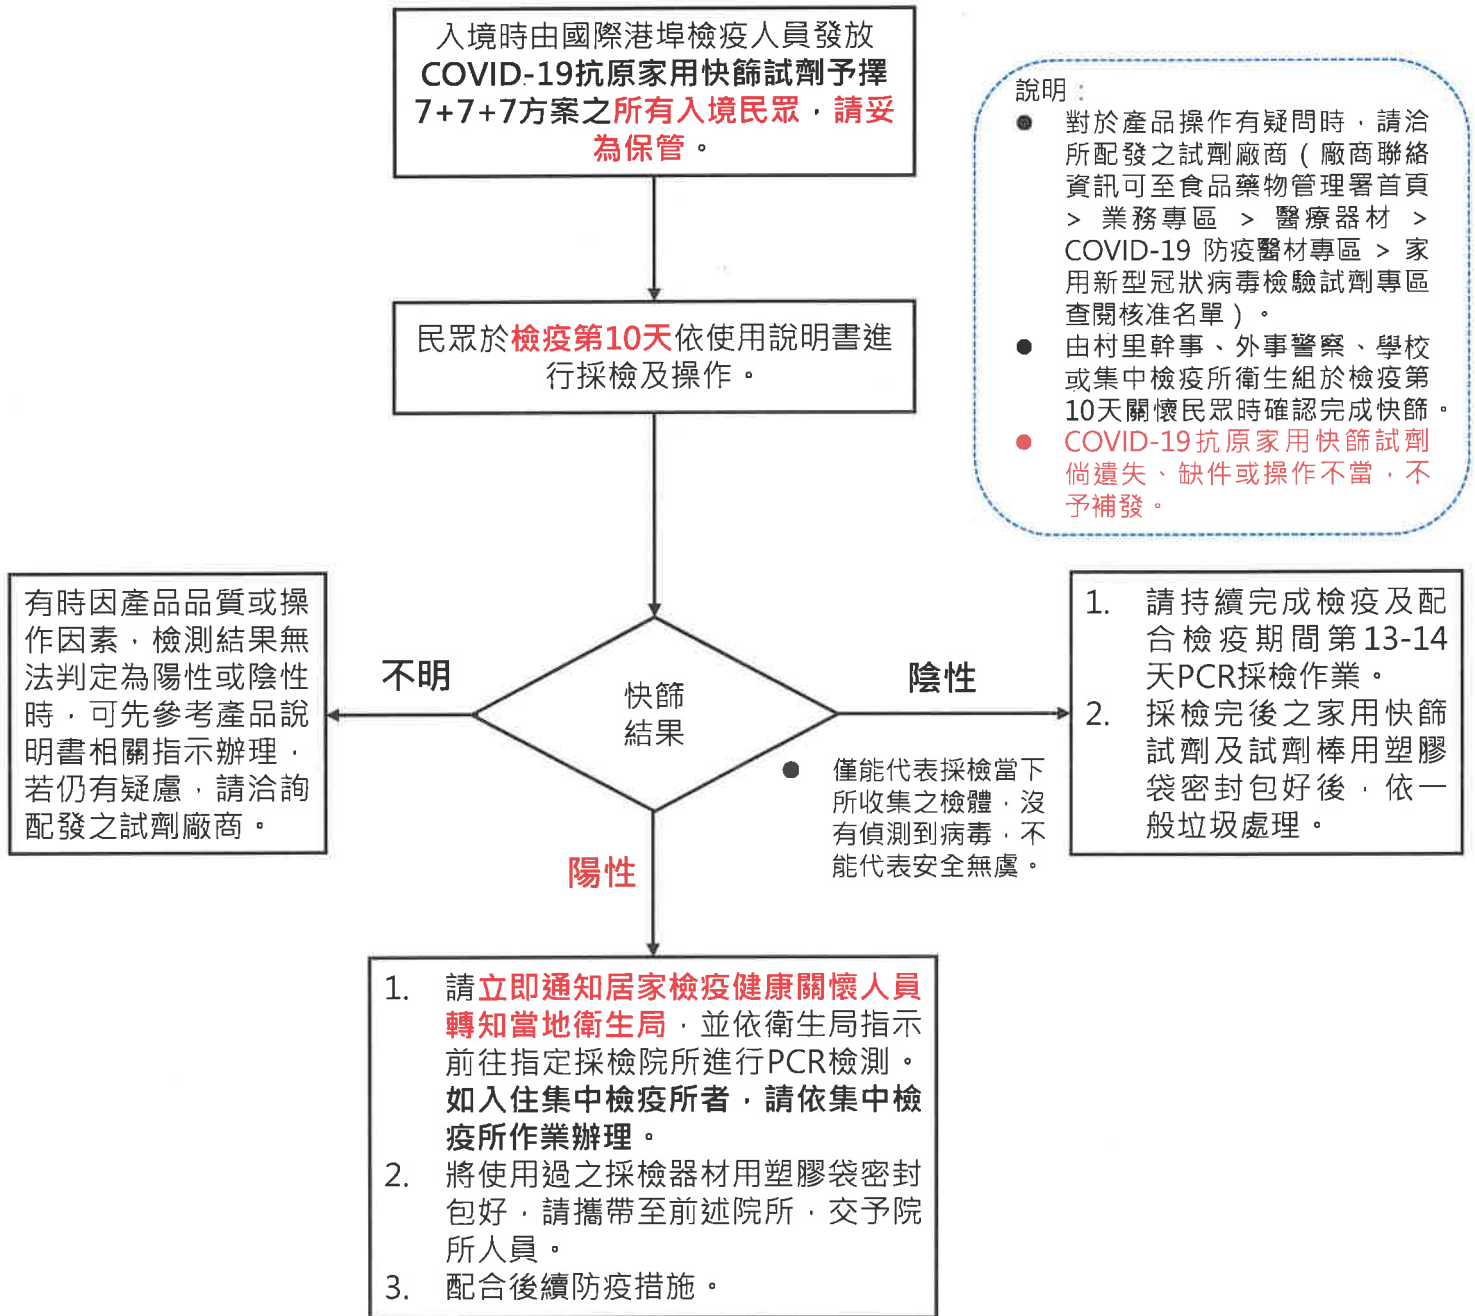 入境時由國際港埠檢疫人員發放
COVID-19抗原家用快篩試劑予擇
7+7+7方案之所有入境民眾，請妥
為保管。
說明：
● 對於產品操作有疑問時，請洽
所配發之試劑廠商（廠商聯絡
資訊可至食品藥物管理署首頁
> 業務專區 > 醫療器材 >
COVID-19 防疫醫材專區 > 家
用新型冠狀病毒檢驗試劑專區
查閱核准名單）。
● 由村里幹事、外事警察、學校
或集中檢疫所衛生組於檢疫第
10天關懷民眾時確認完成快篩。
● COVID-19抗原家用快篩試劑
倘遺失、缺件或操作不當，不
予補發。
民眾於檢疫第10天依使用說明書進
行採檢及操作。
有時因產品品質或操
作因素，檢測結果無
法判定為陽性或陰性
時，可先參考產品說
明書相關指示辦理，
若仍有疑慮，請洽詢
配發之試劑廠商。
不明
快篩
結果
陰性
● 僅能代表採檢當下
所收集之檢體，沒
有偵測到病毒，不
能代表安全無虞。
1. 請持續完成檢疫及配
合檢疫期間第13-14
天PCR採檢作業。
2. 採檢完後之家用快篩
試劑及試劑棒用塑膠
袋密封包好後，依一
般垃圾處理。
陽性
1. 請立即通知居家檢疫健康關懷人員
轉知當地衛生局，並依衛生局指示
前往指定採檢院所進行PCR檢測。
如入住集中檢疫所者，請依集中檢
疫所作業辦理。
2. 將使用過之採檢器材用塑膠袋密封
包好，請攜帶至前述院所，交予院
所人員。
3. 配合後續防疫措施。